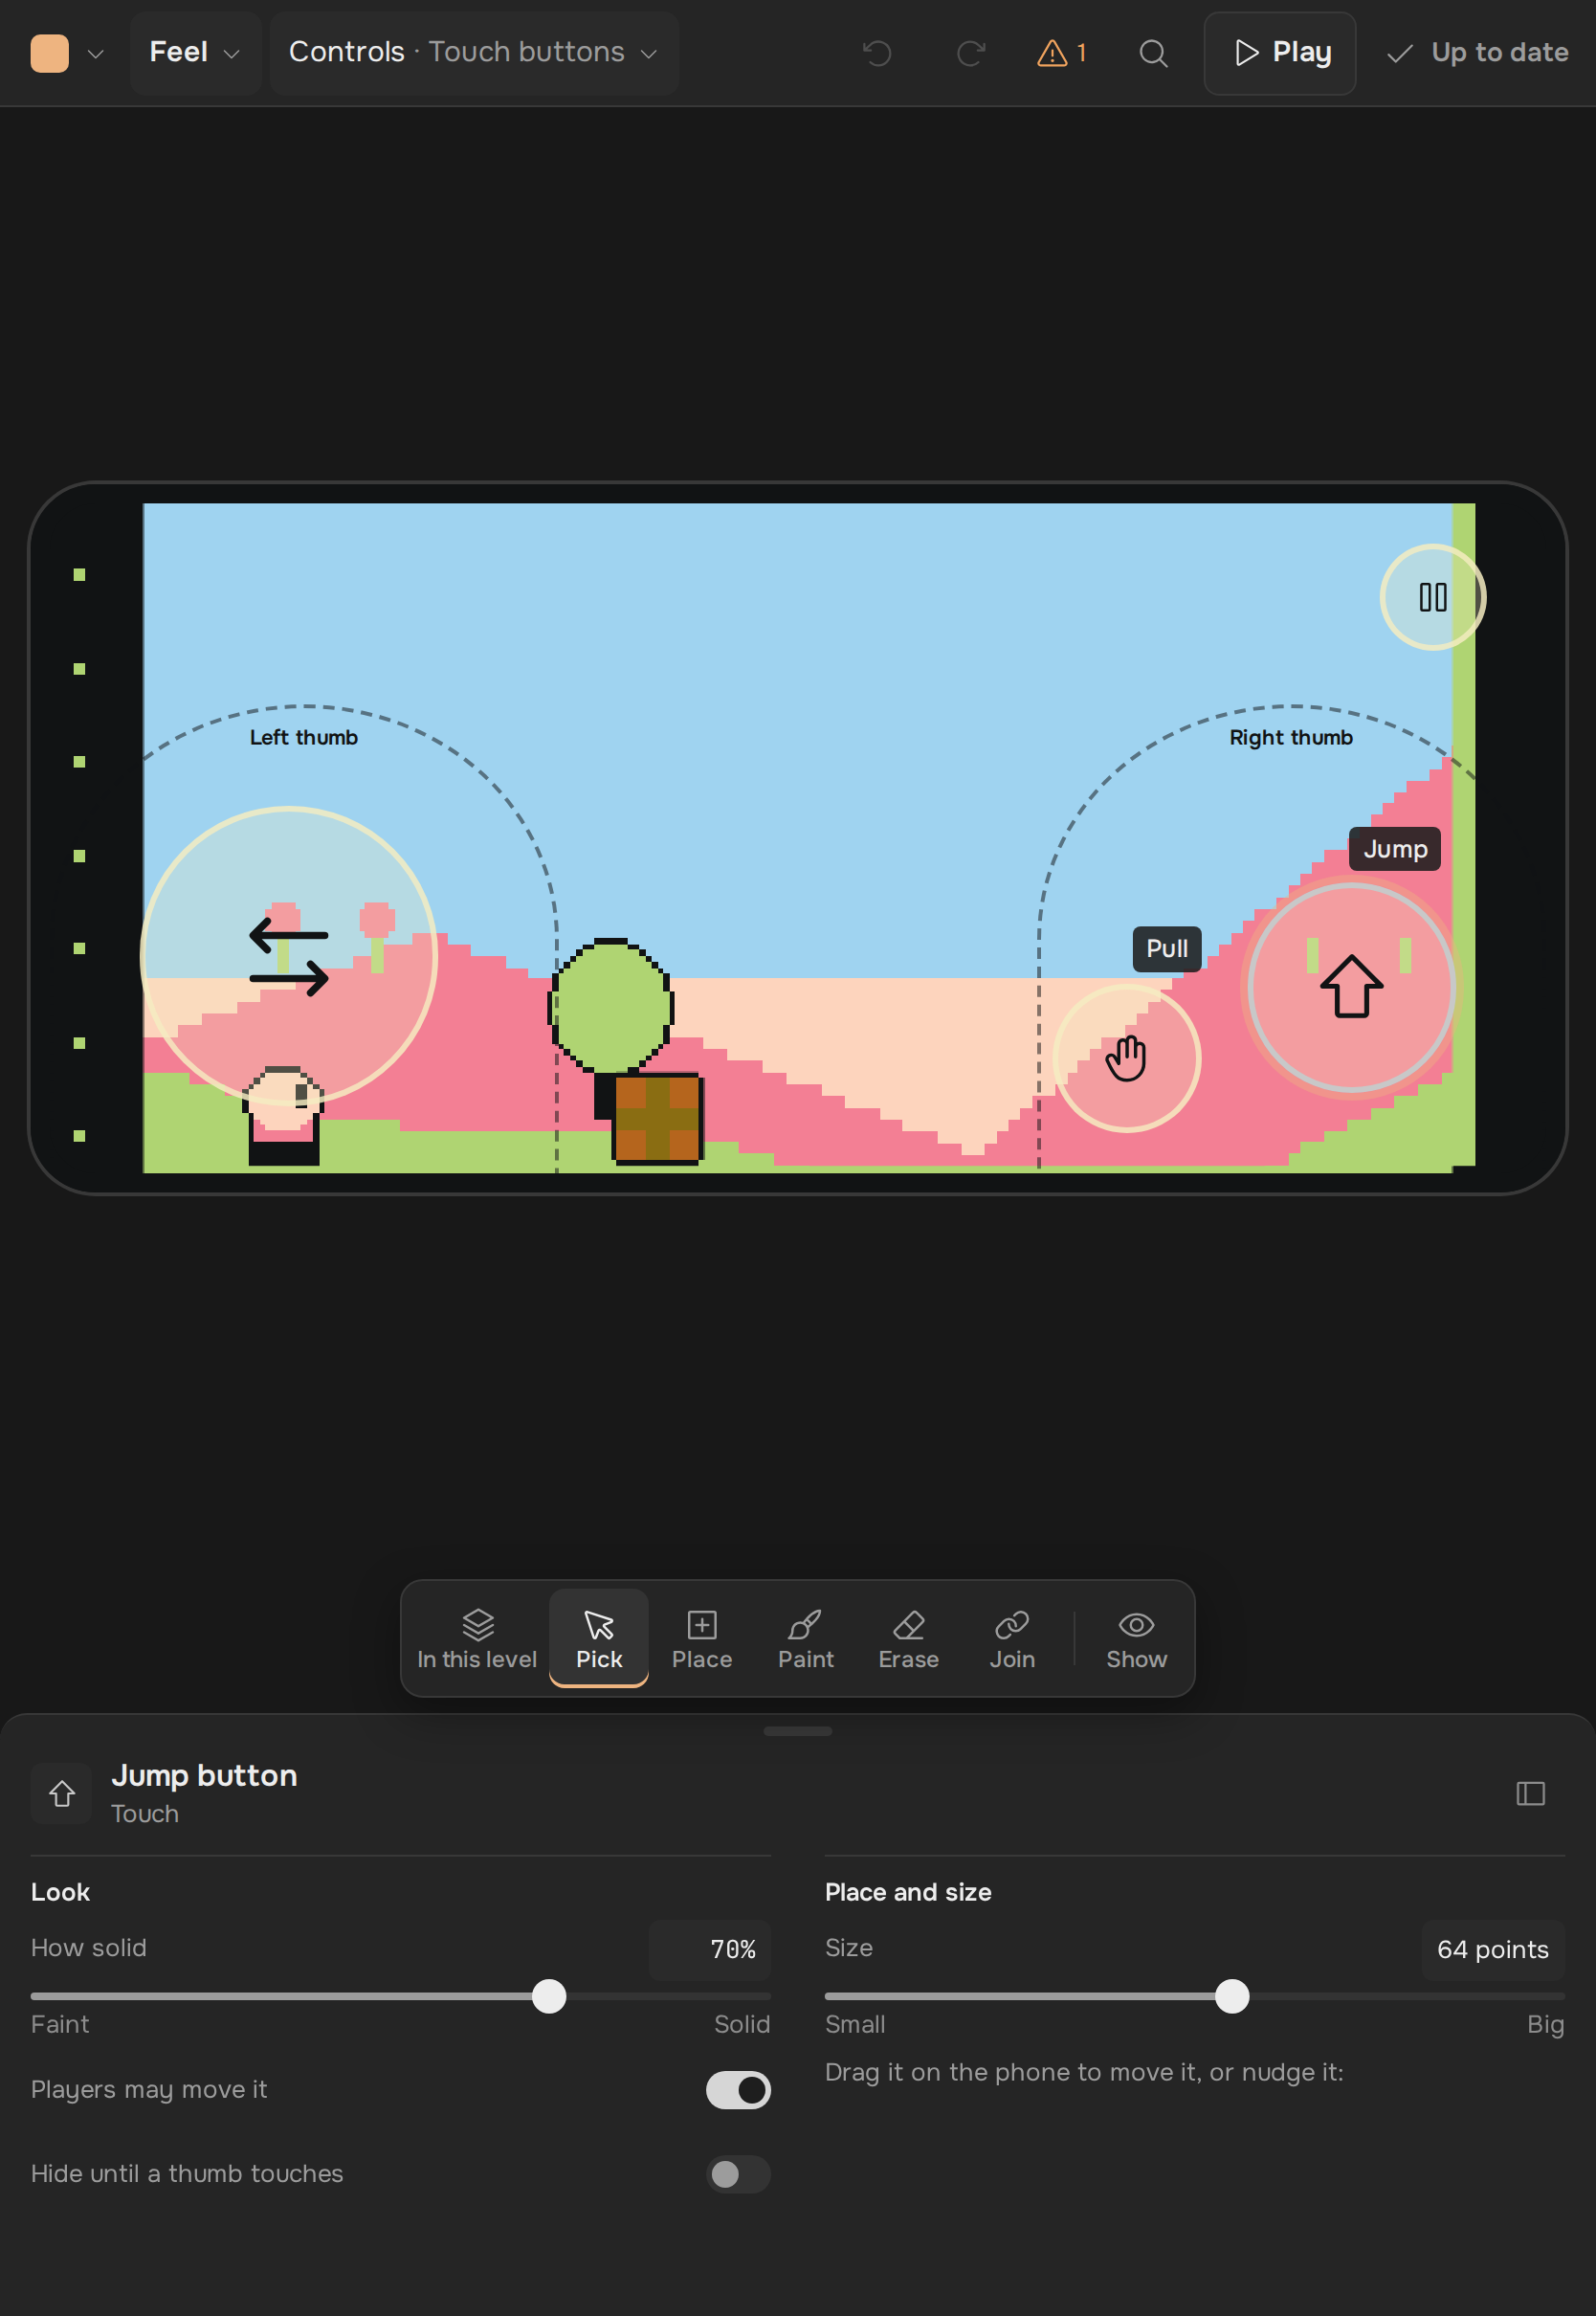 Feel
Controls · Touch buttons
1
Play
Up to date
Left thumb
Right thumb
Jump
Pull
In this level
Pick
Place
Paint
Erase
Join
Show
Jump button
Touch
Look
How solid
70%
Faint
Solid
Players may move it
Hide until a thumb touches
Place and size
Size
64 points
Small
Big
Drag it on the phone to move it, or nudge it: